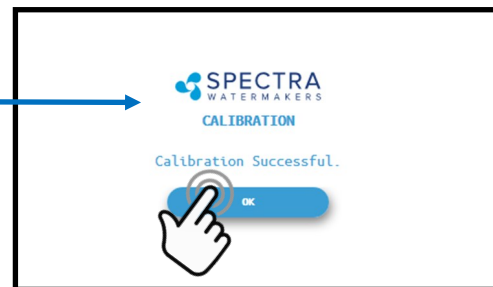 SPECTRA
WATERMAKERS
CALIBRATION
Calibration Successful.
OK